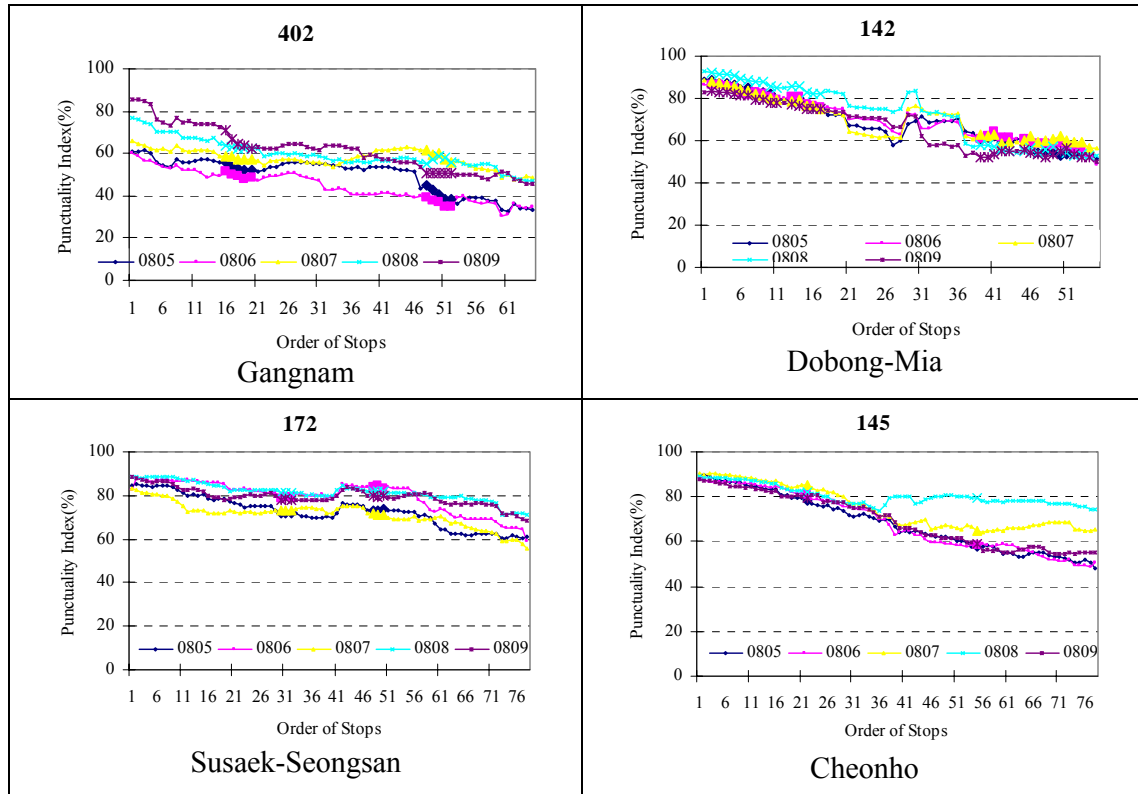 402
Punctuality Index(%)
100
80
60
40
20
0
0805 0806 0807 0808 0809
1 6 11 16 21 26 31 36 41 46 51 56 61
Order of Stops
Gangnam
142
Punctuality Index(%)
100
80
60
40
20
0
0805 0806 0807
0808 0809
1 6 11 16 21 26 31 36 41 46 51
Order of Stops
Dobong-Mia
172
Punctuality Index(%)
100
80
60
40
20
0
0805 0806 0807 0808 0809
1 6 11 16 21 26 31 36 41 46 51 56 61 66 71 76
Order of Stops
Susaek-Seongsan
145
Punctuality Index(%)
100
80
60
40
20
0
0805 0806 0807 0808 0809
1 6 11 16 21 26 31 36 41 46 51 56 61 66 71 76
Order of Stops
Cheonho